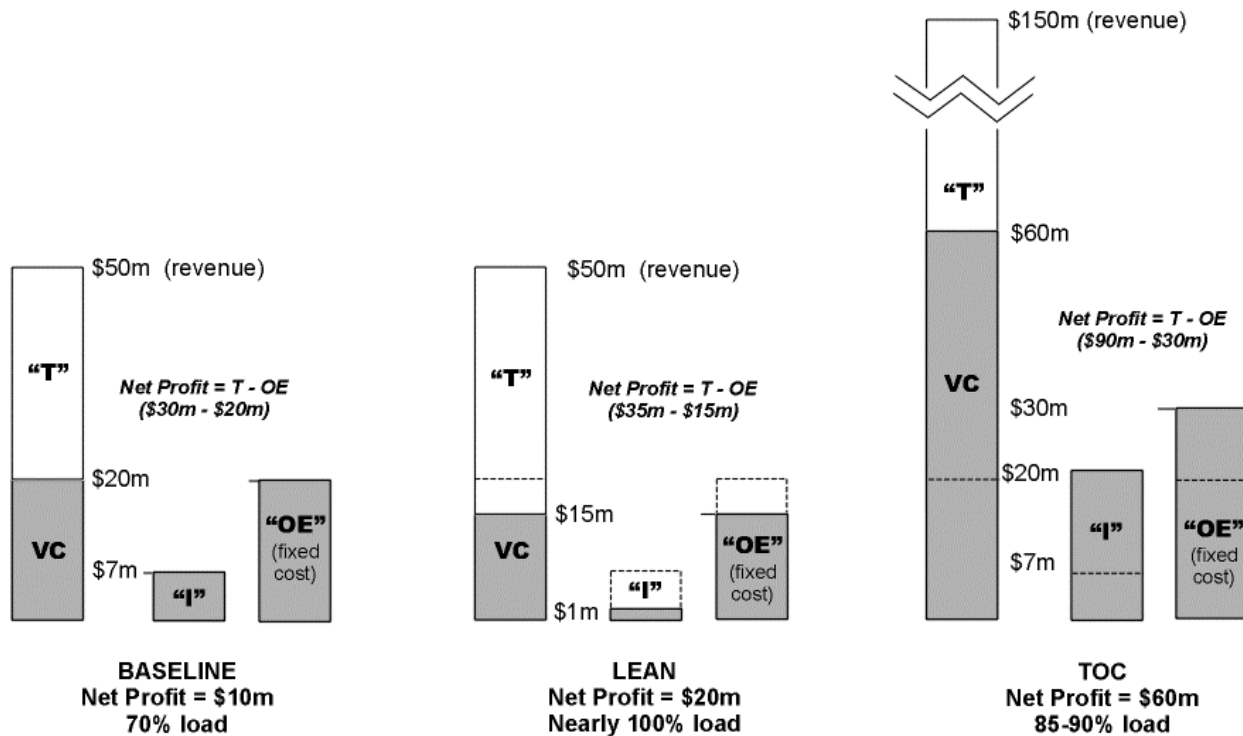 $50m (revenue)
“T”
Net Profit = T - OE
($30m - $20m)
$20m
VC
$7m
“I”
“OE”
(fixed
cost)
BASELINE
Net Profit = $10m
70% load
$50m (revenue)
“T”
Net Profit = T - OE
($35m - $15m)
$15m
VC
$1m
“I”
“OE”
(fixed
cost)
LEAN
Net Profit = $20m
Nearly 100% load
$150m (revenue)
“T”
$60m
Net Profit = T - OE
($90m - $30m)
VC
$30m
$20m
“I”
$7m
“OE”
(fixed
cost)
TOC
Net Profit = $60m
85-90% load